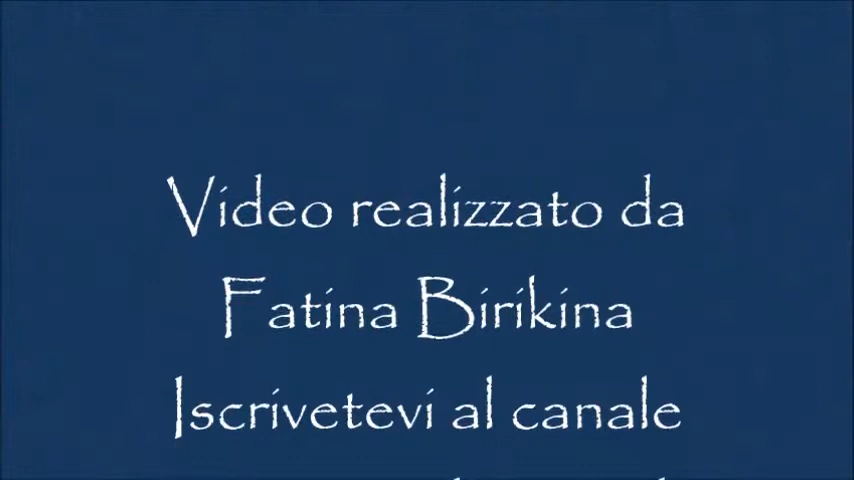 Video realizzato da
Fatina Birikina
Iscrivetevi al canale